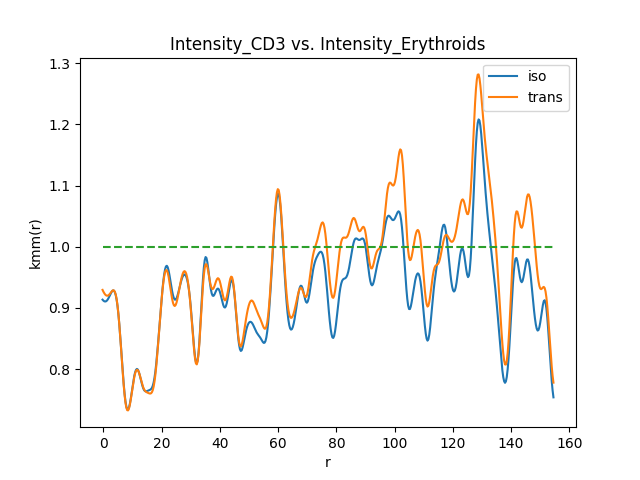 Intensity_CD3 vs. Intensity_Erythroids
iso
trans
kmm(r)
1.3
1.2
1.1
1.0
0.9
0.8
0 20 40 60 80 100 120 140 160
r